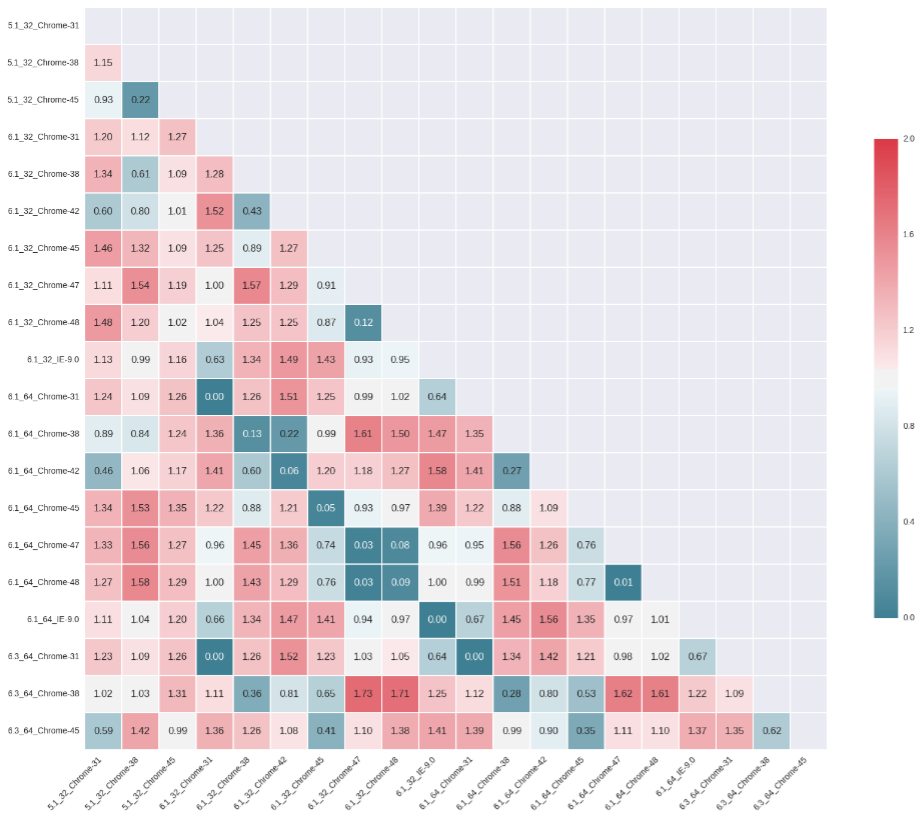 5.1_32_Chrome-31
5.1_32_Chrome-38 1.15
5.1_32_Chrome-45 0.93 0.22
6.1_32_Chrome-31 1.20 1.12 1.27
6.1_32_Chrome-38 1.34 0.61 1.09 1.28
6.1_32_Chrome-42 0.60 0.80 1.01 1.52 0.43
6.1_32_Chrome-45 1.46 1.32 1.09 1.25 0.89 1.27
6.1_32_Chrome-47 1.11 1.54 1.19 1.00 1.57 1.29 0.91
6.1_32_Chrome-48 1.48 1.20 1.02 1.04 1.25 1.25 0.87 0.12
6.1_32_IE-9.0 1.13 0.99 1.16 0.63 1.34 1.49 1.43 0.93 0.95
6.1_64_Chrome-31 1.24 1.09 1.26 0.00 1.26 1.51 1.25 0.99 1.02 0.64
6.1_64_Chrome-38 0.89 0.84 1.24 1.36 0.13 0.22 0.99 1.61 1.50 1.47 1.35
6.1_64_Chrome-42 0.46 1.06 1.17 1.41 0.60 0.06 1.20 1.18 1.27 1.58 1.41 0.27
6.1_64_Chrome-45 1.34 1.53 1.35 1.22 0.88 1.21 0.05 0.93 0.97 1.39 1.22 0.88 1.09
6.1_64_Chrome-47 1.33 1.56 1.27 0.96 1.45 1.36 0.74 0.03 0.08 0.96 0.95 1.56 1.26 0.76
6.1_64_Chrome-48 1.27 1.58 1.29 1.00 1.43 1.29 0.76 0.03 0.09 1.00 0.99 1.51 1.18 0.77 0.01
6.1_64_IE-9.0 1.11 1.04 1.20 0.66 1.34 1.47 1.41 0.94 0.97 0.00 0.67 1.45 1.56 1.35 0.97 1.01
6.3_64_Chrome-31 1.23 1.09 1.26 0.00 1.26 1.52 1.23 1.03 1.05 0.64 0.00 1.34 1.42 1.21 0.98 1.02 0.67
6.3_64_Chrome-38 1.02 1.03 1.31 1.11 0.36 0.81 0.65 1.73 1.71 1.25 1.12 0.28 0.80 0.53 1.62 1.61 1.22 1.09
6.3_64_Chrome-45 0.59 1.42 0.99 1.36 1.26 1.08 0.41 1.10 1.38 1.41 1.39 0.99 0.90 0.35 1.11 1.10 1.37 1.35 0.62
5.1_32_Chrome-31
5.1_32_Chrome-38
5.1_32_Chrome-45
6.1_32_Chrome-31
6.1_32_Chrome-38
6.1_32_Chrome-42
6.1_32_Chrome-45
6.1_32_Chrome-47
6.1_32_Chrome-48
6.1_32_IE-9.0
6.1_64_Chrome-31
6.1_64_Chrome-38
6.1_64_Chrome-42
6.1_64_Chrome-45
6.1_64_Chrome-47
6.1_64_Chrome-48
6.1_64_IE-9.0
6.3_64_Chrome-31
6.3_64_Chrome-38
6.3_64_Chrome-45
2.0
1.6
1.2
0.8
0.4
0.0